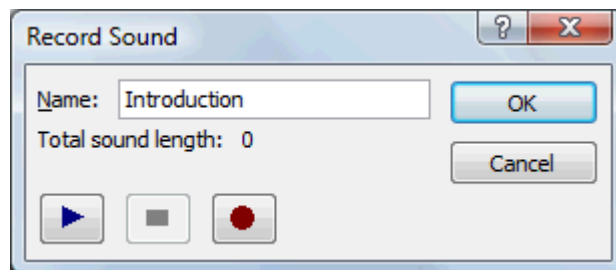 Record Sound
Name: Introduction
OK
Total sound length: 0
Cancel